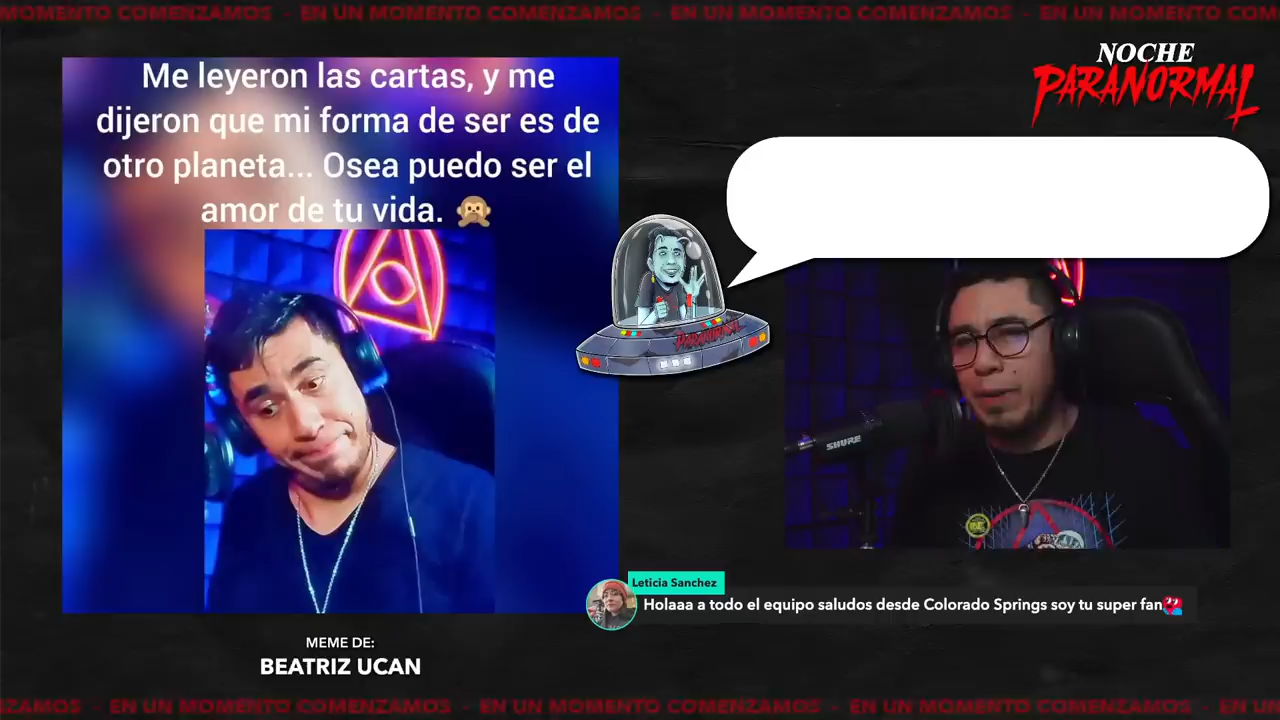 MOMENTO COMENZAMOS - EN UN MOMENTO COMENZAMOS - EN UN MOMENTO COMENZAMOS - EN UN MOMENTO COM
NOCHE
PARANORMAL
Me leyeron las cartas, y me
dijeron que mi forma de ser es de
otro planeta... Osea puedo ser el
amor de tu vida. 🙊
PARANORMAL
SHURE
Leticia Sanchez
Holaaa a todo el equipo saludos desde Colorado Springs soy tu super fan💞
MEME DE:
BEATRIZ UCAN
NZAMOS - EN UN MOMENTO COMENZAMOS - EN UN MOMENTO COMENZAMOS - EN UN MOMENTO COMENZAMOS - EN UN